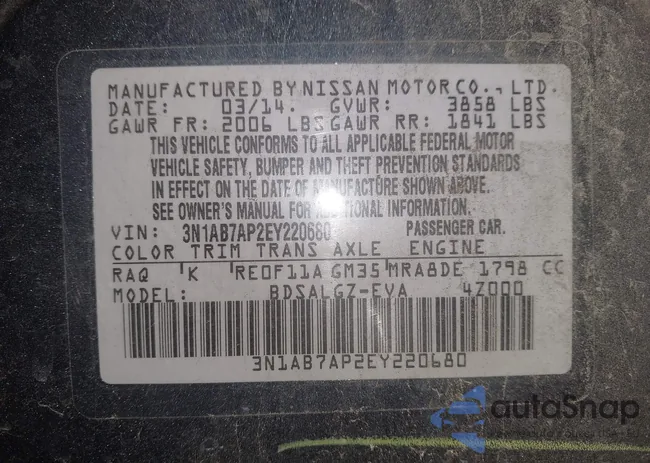 MANUFACTURED BY NISSAN MOTOR CO., LTD.
DATE: 03/14. GVWR: 3858 LBS
GAWR FR: 2006 LBS GAWR RR: 1841 LBS
THIS VEHICLE CONFORMS TO ALL APPLICABLE FEDERAL MOTOR
VEHICLE SAFETY, BUMPER AND THEFT PREVENTION STANDARDS
IN EFFECT ON THE DATE OF MANUFACTURE SHOWN ABOVE.
SEE OWNER'S MANUAL FOR ADDITIONAL INFORMATION.
VIN: 3N1AB7AP2EY220680 PASSENGER CAR.
COLOR TRIM TRANS AXLE ENGINE
RAQ K RE0F11A GM35 MRA8DE 1798 CC
MODEL: BDSALGZ-EVA 4Z000
3N1AB7AP2EY220680
autoSnap